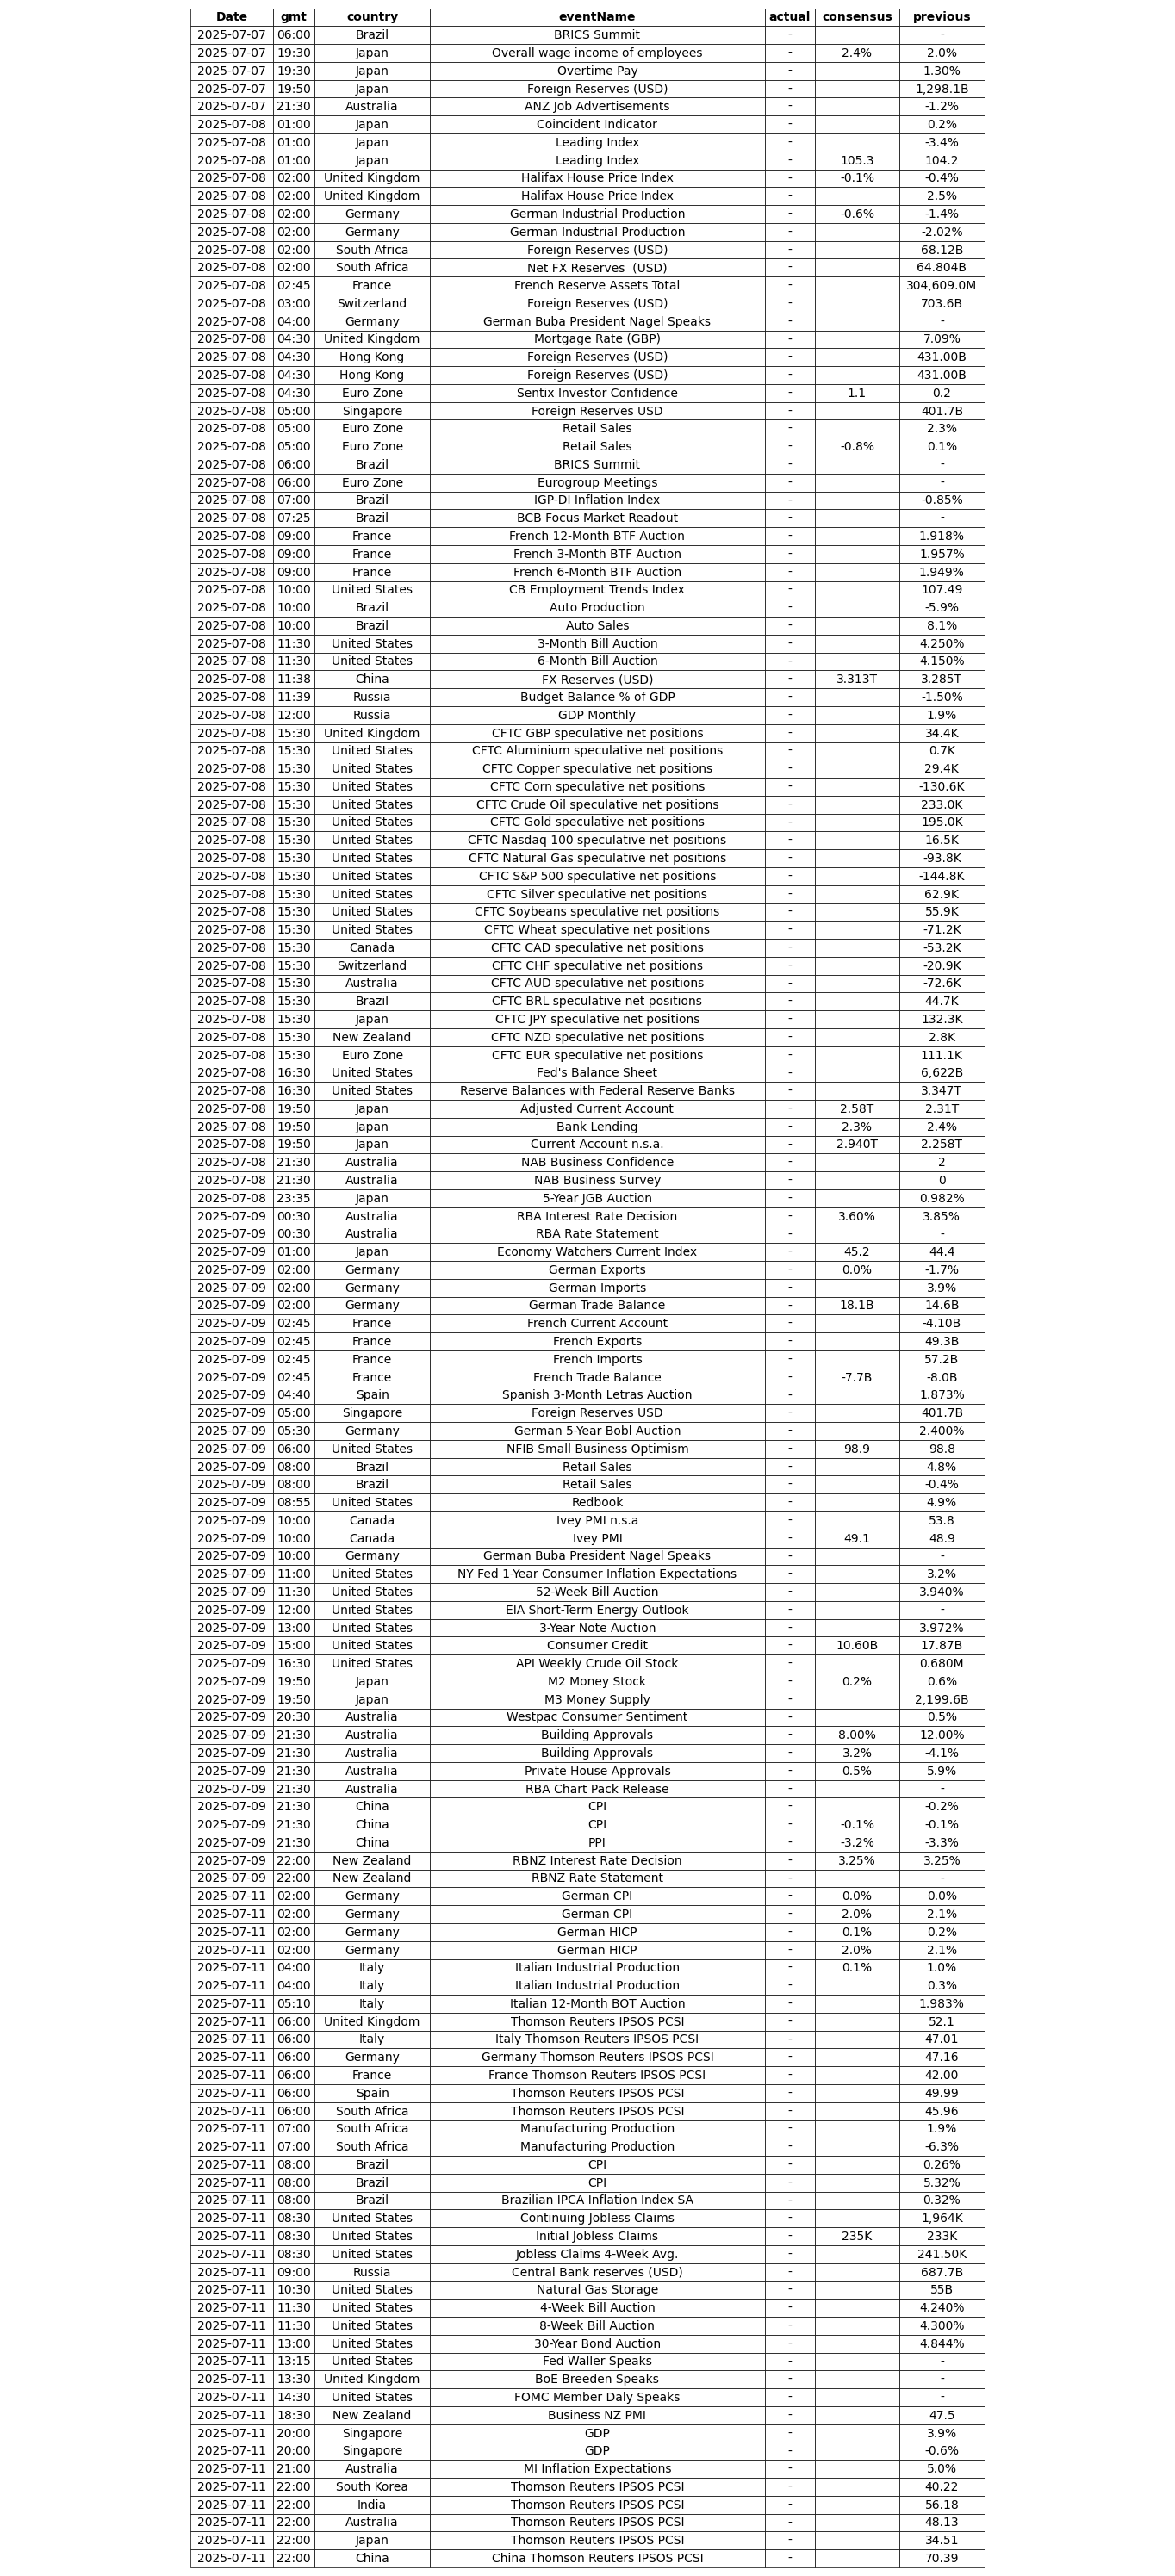 Date gmt country eventName actual consensus previous
2025-07-07 06:00 Brazil BRICS Summit - -
2025-07-07 19:30 Japan Overall wage income of employees - 2.4% 2.0%
2025-07-07 19:30 Japan Overtime Pay - 1.30%
2025-07-07 19:50 Japan Foreign Reserves (USD) - 1,298.1B
2025-07-07 21:30 Australia ANZ Job Advertisements - -1.2%
2025-07-08 01:00 Japan Coincident Indicator - 0.2%
2025-07-08 01:00 Japan Leading Index - -3.4%
2025-07-08 01:00 Japan Leading Index - 105.3 104.2
2025-07-08 02:00 United Kingdom Halifax House Price Index - -0.1% -0.4%
2025-07-08 02:00 United Kingdom Halifax House Price Index - 2.5%
2025-07-08 02:00 Germany German Industrial Production - -0.6% -1.4%
2025-07-08 02:00 Germany German Industrial Production - -2.02%
2025-07-08 02:00 South Africa Foreign Reserves (USD) - 68.12B
2025-07-08 02:00 South Africa Net FX Reserves (USD) - 64.804B
2025-07-08 02:45 France French Reserve Assets Total - 304,609.0M
2025-07-08 03:00 Switzerland Foreign Reserves (USD) - 703.6B
2025-07-08 04:00 Germany German Buba President Nagel Speaks - -
2025-07-08 04:30 United Kingdom Mortgage Rate (GBP) - 7.09%
2025-07-08 04:30 Hong Kong Foreign Reserves (USD) - 431.00B
2025-07-08 04:30 Hong Kong Foreign Reserves (USD) - 431.00B
2025-07-08 04:30 Euro Zone Sentix Investor Confidence - 1.1 0.2
2025-07-08 05:00 Singapore Foreign Reserves USD - 401.7B
2025-07-08 05:00 Euro Zone Retail Sales - 2.3%
2025-07-08 05:00 Euro Zone Retail Sales - -0.8% 0.1%
2025-07-08 06:00 Brazil BRICS Summit - -
2025-07-08 06:00 Euro Zone Eurogroup Meetings - -
2025-07-08 07:00 Brazil IGP-DI Inflation Index - -0.85%
2025-07-08 07:25 Brazil BCB Focus Market Readout - -
2025-07-08 09:00 France French 12-Month BTF Auction - 1.918%
2025-07-08 09:00 France French 3-Month BTF Auction - 1.957%
2025-07-08 09:00 France French 6-Month BTF Auction - 1.949%
2025-07-08 10:00 United States CB Employment Trends Index - 107.49
2025-07-08 10:00 Brazil Auto Production - -5.9%
2025-07-08 10:00 Brazil Auto Sales - 8.1%
2025-07-08 11:30 United States 3-Month Bill Auction - 4.250%
2025-07-08 11:30 United States 6-Month Bill Auction - 4.150%
2025-07-08 11:38 China FX Reserves (USD) - 3.313T 3.285T
2025-07-08 11:39 Russia Budget Balance % of GDP - -1.50%
2025-07-08 12:00 Russia GDP Monthly - 1.9%
2025-07-08 15:30 United Kingdom CFTC GBP speculative net positions - 34.4K
2025-07-08 15:30 United States CFTC Aluminium speculative net positions - 0.7K
2025-07-08 15:30 United States CFTC Copper speculative net positions - 29.4K
2025-07-08 15:30 United States CFTC Corn speculative net positions - -130.6K
2025-07-08 15:30 United States CFTC Crude Oil speculative net positions - 233.0K
2025-07-08 15:30 United States CFTC Gold speculative net positions - 195.0K
2025-07-08 15:30 United States CFTC Nasdaq 100 speculative net positions - 16.5K
2025-07-08 15:30 United States CFTC Natural Gas speculative net positions - -93.8K
2025-07-08 15:30 United States CFTC S&P 500 speculative net positions - -144.8K
2025-07-08 15:30 United States CFTC Silver speculative net positions - 62.9K
2025-07-08 15:30 United States CFTC Soybeans speculative net positions - 55.9K
2025-07-08 15:30 United States CFTC Wheat speculative net positions - -71.2K
2025-07-08 15:30 Canada CFTC CAD speculative net positions - -53.2K
2025-07-08 15:30 Switzerland CFTC CHF speculative net positions - -20.9K
2025-07-08 15:30 Australia CFTC AUD speculative net positions - -72.6K
2025-07-08 15:30 Brazil CFTC BRL speculative net positions - 44.7K
2025-07-08 15:30 Japan CFTC JPY speculative net positions - 132.3K
2025-07-08 15:30 New Zealand CFTC NZD speculative net positions - 2.8K
2025-07-08 15:30 Euro Zone CFTC EUR speculative net positions - 111.1K
2025-07-08 16:30 United States Fed's Balance Sheet - 6,622B
2025-07-08 16:30 United States Reserve Balances with Federal Reserve Banks - 3.347T
2025-07-08 19:50 Japan Adjusted Current Account - 2.58T 2.31T
2025-07-08 19:50 Japan Bank Lending - 2.3% 2.4%
2025-07-08 19:50 Japan Current Account n.s.a. - 2.940T 2.258T
2025-07-08 21:30 Australia NAB Business Confidence - 2
2025-07-08 21:30 Australia NAB Business Survey - 0
2025-07-08 23:35 Japan 5-Year JGB Auction - 0.982%
2025-07-09 00:30 Australia RBA Interest Rate Decision - 3.60% 3.85%
2025-07-09 00:30 Australia RBA Rate Statement - -
2025-07-09 01:00 Japan Economy Watchers Current Index - 45.2 44.4
2025-07-09 02:00 Germany German Exports - 0.0% -1.7%
2025-07-09 02:00 Germany German Imports - 3.9%
2025-07-09 02:00 Germany German Trade Balance - 18.1B 14.6B
2025-07-09 02:45 France French Current Account - -4.10B
2025-07-09 02:45 France French Exports - 49.3B
2025-07-09 02:45 France French Imports - 57.2B
2025-07-09 02:45 France French Trade Balance - -7.7B -8.0B
2025-07-09 04:40 Spain Spanish 3-Month Letras Auction - 1.873%
2025-07-09 05:00 Singapore Foreign Reserves USD - 401.7B
2025-07-09 05:30 Germany German 5-Year Bobl Auction - 2.400%
2025-07-09 06:00 United States NFIB Small Business Optimism - 98.9 98.8
2025-07-09 08:00 Brazil Retail Sales - 4.8%
2025-07-09 08:00 Brazil Retail Sales - -0.4%
2025-07-09 08:55 United States Redbook - 4.9%
2025-07-09 10:00 Canada Ivey PMI n.s.a - 53.8
2025-07-09 10:00 Canada Ivey PMI - 49.1 48.9
2025-07-09 10:00 Germany German Buba President Nagel Speaks - -
2025-07-09 11:00 United States NY Fed 1-Year Consumer Inflation Expectations - 3.2%
2025-07-09 11:30 United States 52-Week Bill Auction - 3.940%
2025-07-09 12:00 United States EIA Short-Term Energy Outlook - -
2025-07-09 13:00 United States 3-Year Note Auction - 3.972%
2025-07-09 15:00 United States Consumer Credit - 10.60B 17.87B
2025-07-09 16:30 United States API Weekly Crude Oil Stock - 0.680M
2025-07-09 19:50 Japan M2 Money Stock - 0.2% 0.6%
2025-07-09 19:50 Japan M3 Money Supply - 2,199.6B
2025-07-09 20:30 Australia Westpac Consumer Sentiment - 0.5%
2025-07-09 21:30 Australia Building Approvals - 8.00% 12.00%
2025-07-09 21:30 Australia Building Approvals - 3.2% -4.1%
2025-07-09 21:30 Australia Private House Approvals - 0.5% 5.9%
2025-07-09 21:30 Australia RBA Chart Pack Release - -
2025-07-09 21:30 China CPI - -0.2%
2025-07-09 21:30 China CPI - -0.1% -0.1%
2025-07-09 21:30 China PPI - -3.2% -3.3%
2025-07-09 22:00 New Zealand RBNZ Interest Rate Decision - 3.25% 3.25%
2025-07-09 22:00 New Zealand RBNZ Rate Statement - -
2025-07-11 02:00 Germany German CPI - 0.0% 0.0%
2025-07-11 02:00 Germany German CPI - 2.0% 2.1%
2025-07-11 02:00 Germany German HICP - 0.1% 0.2%
2025-07-11 02:00 Germany German HICP - 2.0% 2.1%
2025-07-11 04:00 Italy Italian Industrial Production - 0.1% 1.0%
2025-07-11 04:00 Italy Italian Industrial Production - 0.3%
2025-07-11 05:10 Italy Italian 12-Month BOT Auction - 1.983%
2025-07-11 06:00 United Kingdom Thomson Reuters IPSOS PCSI - 52.1
2025-07-11 06:00 Italy Italy Thomson Reuters IPSOS PCSI - 47.01
2025-07-11 06:00 Germany Germany Thomson Reuters IPSOS PCSI - 47.16
2025-07-11 06:00 France France Thomson Reuters IPSOS PCSI - 42.00
2025-07-11 06:00 Spain Thomson Reuters IPSOS PCSI - 49.99
2025-07-11 06:00 South Africa Thomson Reuters IPSOS PCSI - 45.96
2025-07-11 07:00 South Africa Manufacturing Production - 1.9%
2025-07-11 07:00 South Africa Manufacturing Production - -6.3%
2025-07-11 08:00 Brazil CPI - 0.26%
2025-07-11 08:00 Brazil CPI - 5.32%
2025-07-11 08:00 Brazil Brazilian IPCA Inflation Index SA - 0.32%
2025-07-11 08:30 United States Continuing Jobless Claims - 1,964K
2025-07-11 08:30 United States Initial Jobless Claims - 235K 233K
2025-07-11 08:30 United States Jobless Claims 4-Week Avg. - 241.50K
2025-07-11 09:00 Russia Central Bank reserves (USD) - 687.7B
2025-07-11 10:30 United States Natural Gas Storage - 55B
2025-07-11 11:30 United States 4-Week Bill Auction - 4.240%
2025-07-11 11:30 United States 8-Week Bill Auction - 4.300%
2025-07-11 13:00 United States 30-Year Bond Auction - 4.844%
2025-07-11 13:15 United States Fed Waller Speaks - -
2025-07-11 13:30 United Kingdom BoE Breeden Speaks - -
2025-07-11 14:30 United States FOMC Member Daly Speaks - -
2025-07-11 18:30 New Zealand Business NZ PMI - 47.5
2025-07-11 20:00 Singapore GDP - 3.9%
2025-07-11 20:00 Singapore GDP - -0.6%
2025-07-11 21:00 Australia MI Inflation Expectations - 5.0%
2025-07-11 22:00 South Korea Thomson Reuters IPSOS PCSI - 40.22
2025-07-11 22:00 India Thomson Reuters IPSOS PCSI - 56.18
2025-07-11 22:00 Australia Thomson Reuters IPSOS PCSI - 48.13
2025-07-11 22:00 Japan Thomson Reuters IPSOS PCSI - 34.51
2025-07-11 22:00 China China Thomson Reuters IPSOS PCSI - 70.39